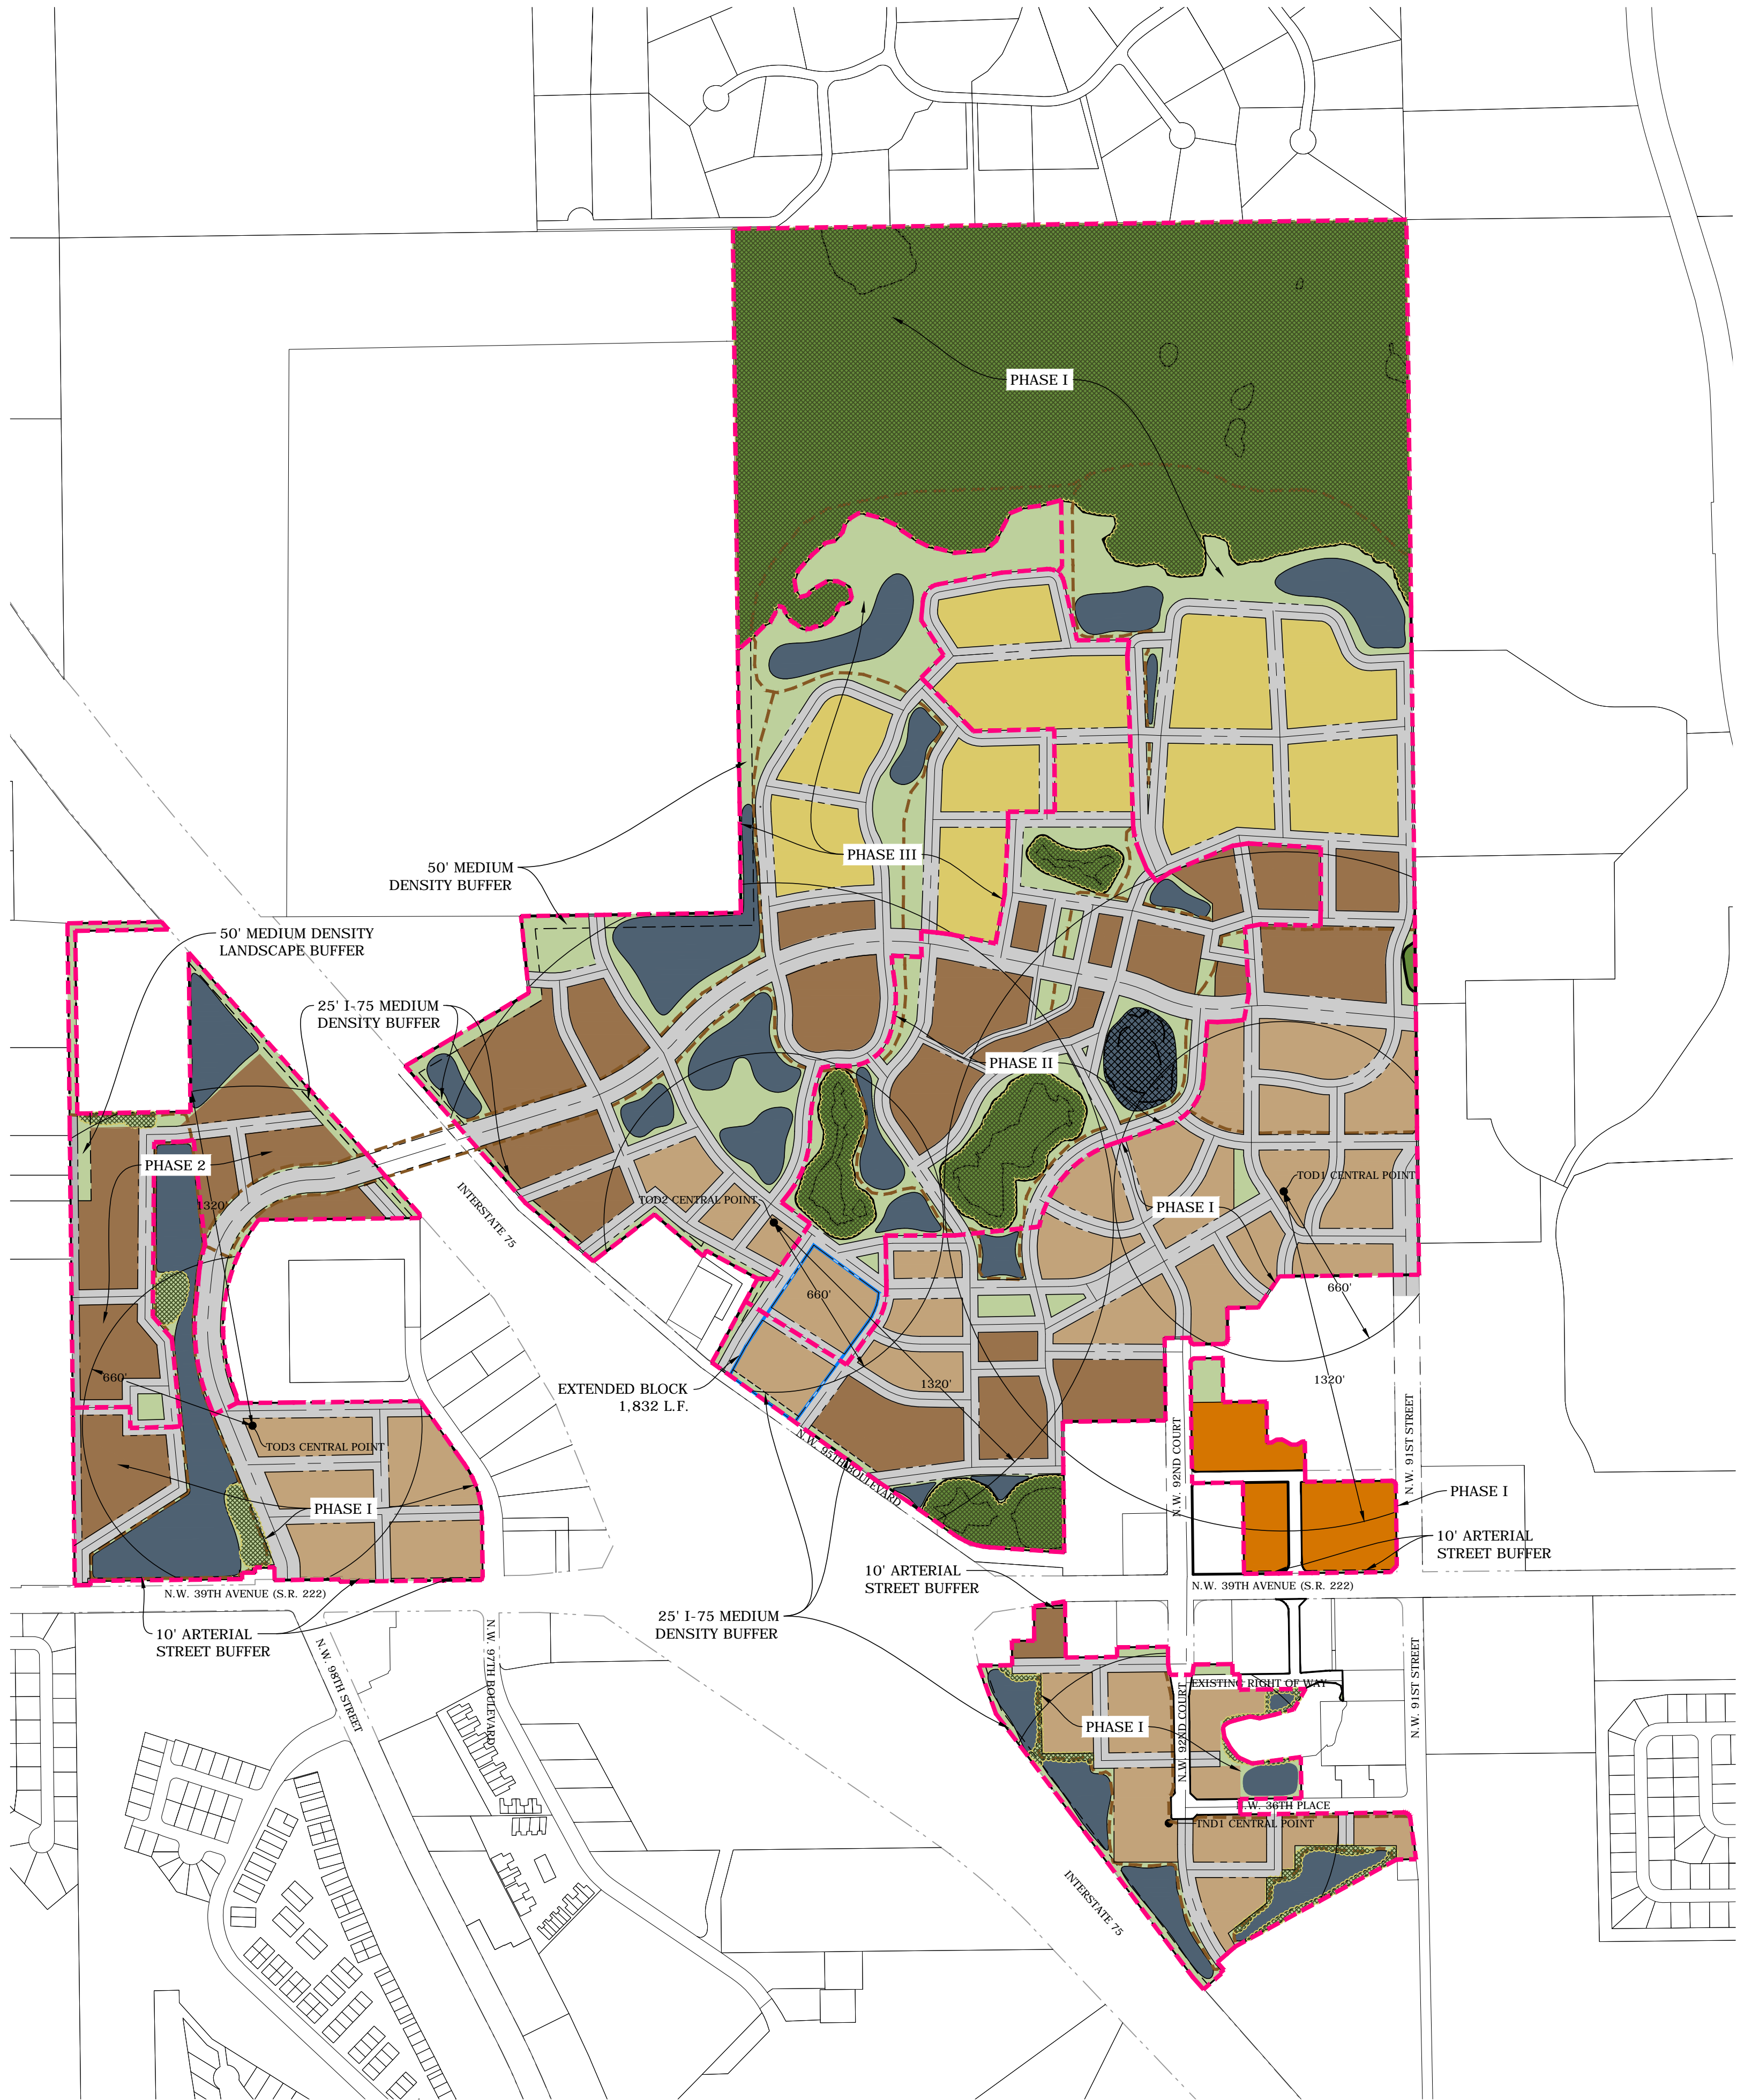 PHASE I
PHASE III
50' MEDIUM
DENSITY BUFFER
50' MEDIUM DENSITY
LANDSCAPE BUFFER
25' I-75 MEDIUM
DENSITY BUFFER
PHASE II
PHASE 2
INTERSTATE 75
TOD2 CENTRAL POINT
TOD1 CENTRAL POINT
PHASE I
1320'
660'
660'
660'
1320'
1320'
EXTENDED BLOCK
1,832 L.F.
TOD3 CENTRAL POINT
N.W. 95TH BOULEVARD
N.W. 92ND COURT
N.W. 91ST STREET
PHASE I
PHASE I
10' ARTERIAL
STREET BUFFER
10' ARTERIAL
STREET BUFFER
N.W. 39TH AVENUE (S.R. 222)
N.W. 39TH AVENUE (S.R. 222)
10' ARTERIAL
STREET BUFFER
25' I-75 MEDIUM
DENSITY BUFFER
N.W. 98TH STREET
N.W. 97TH BOULEVARD
EXISTING RIGHT OF WAY
N.W. 91ST STREET
N.W. 92ND COURT
PHASE I
N.W. 36TH PLACE
TND1 CENTRAL POINT
INTERSTATE 75